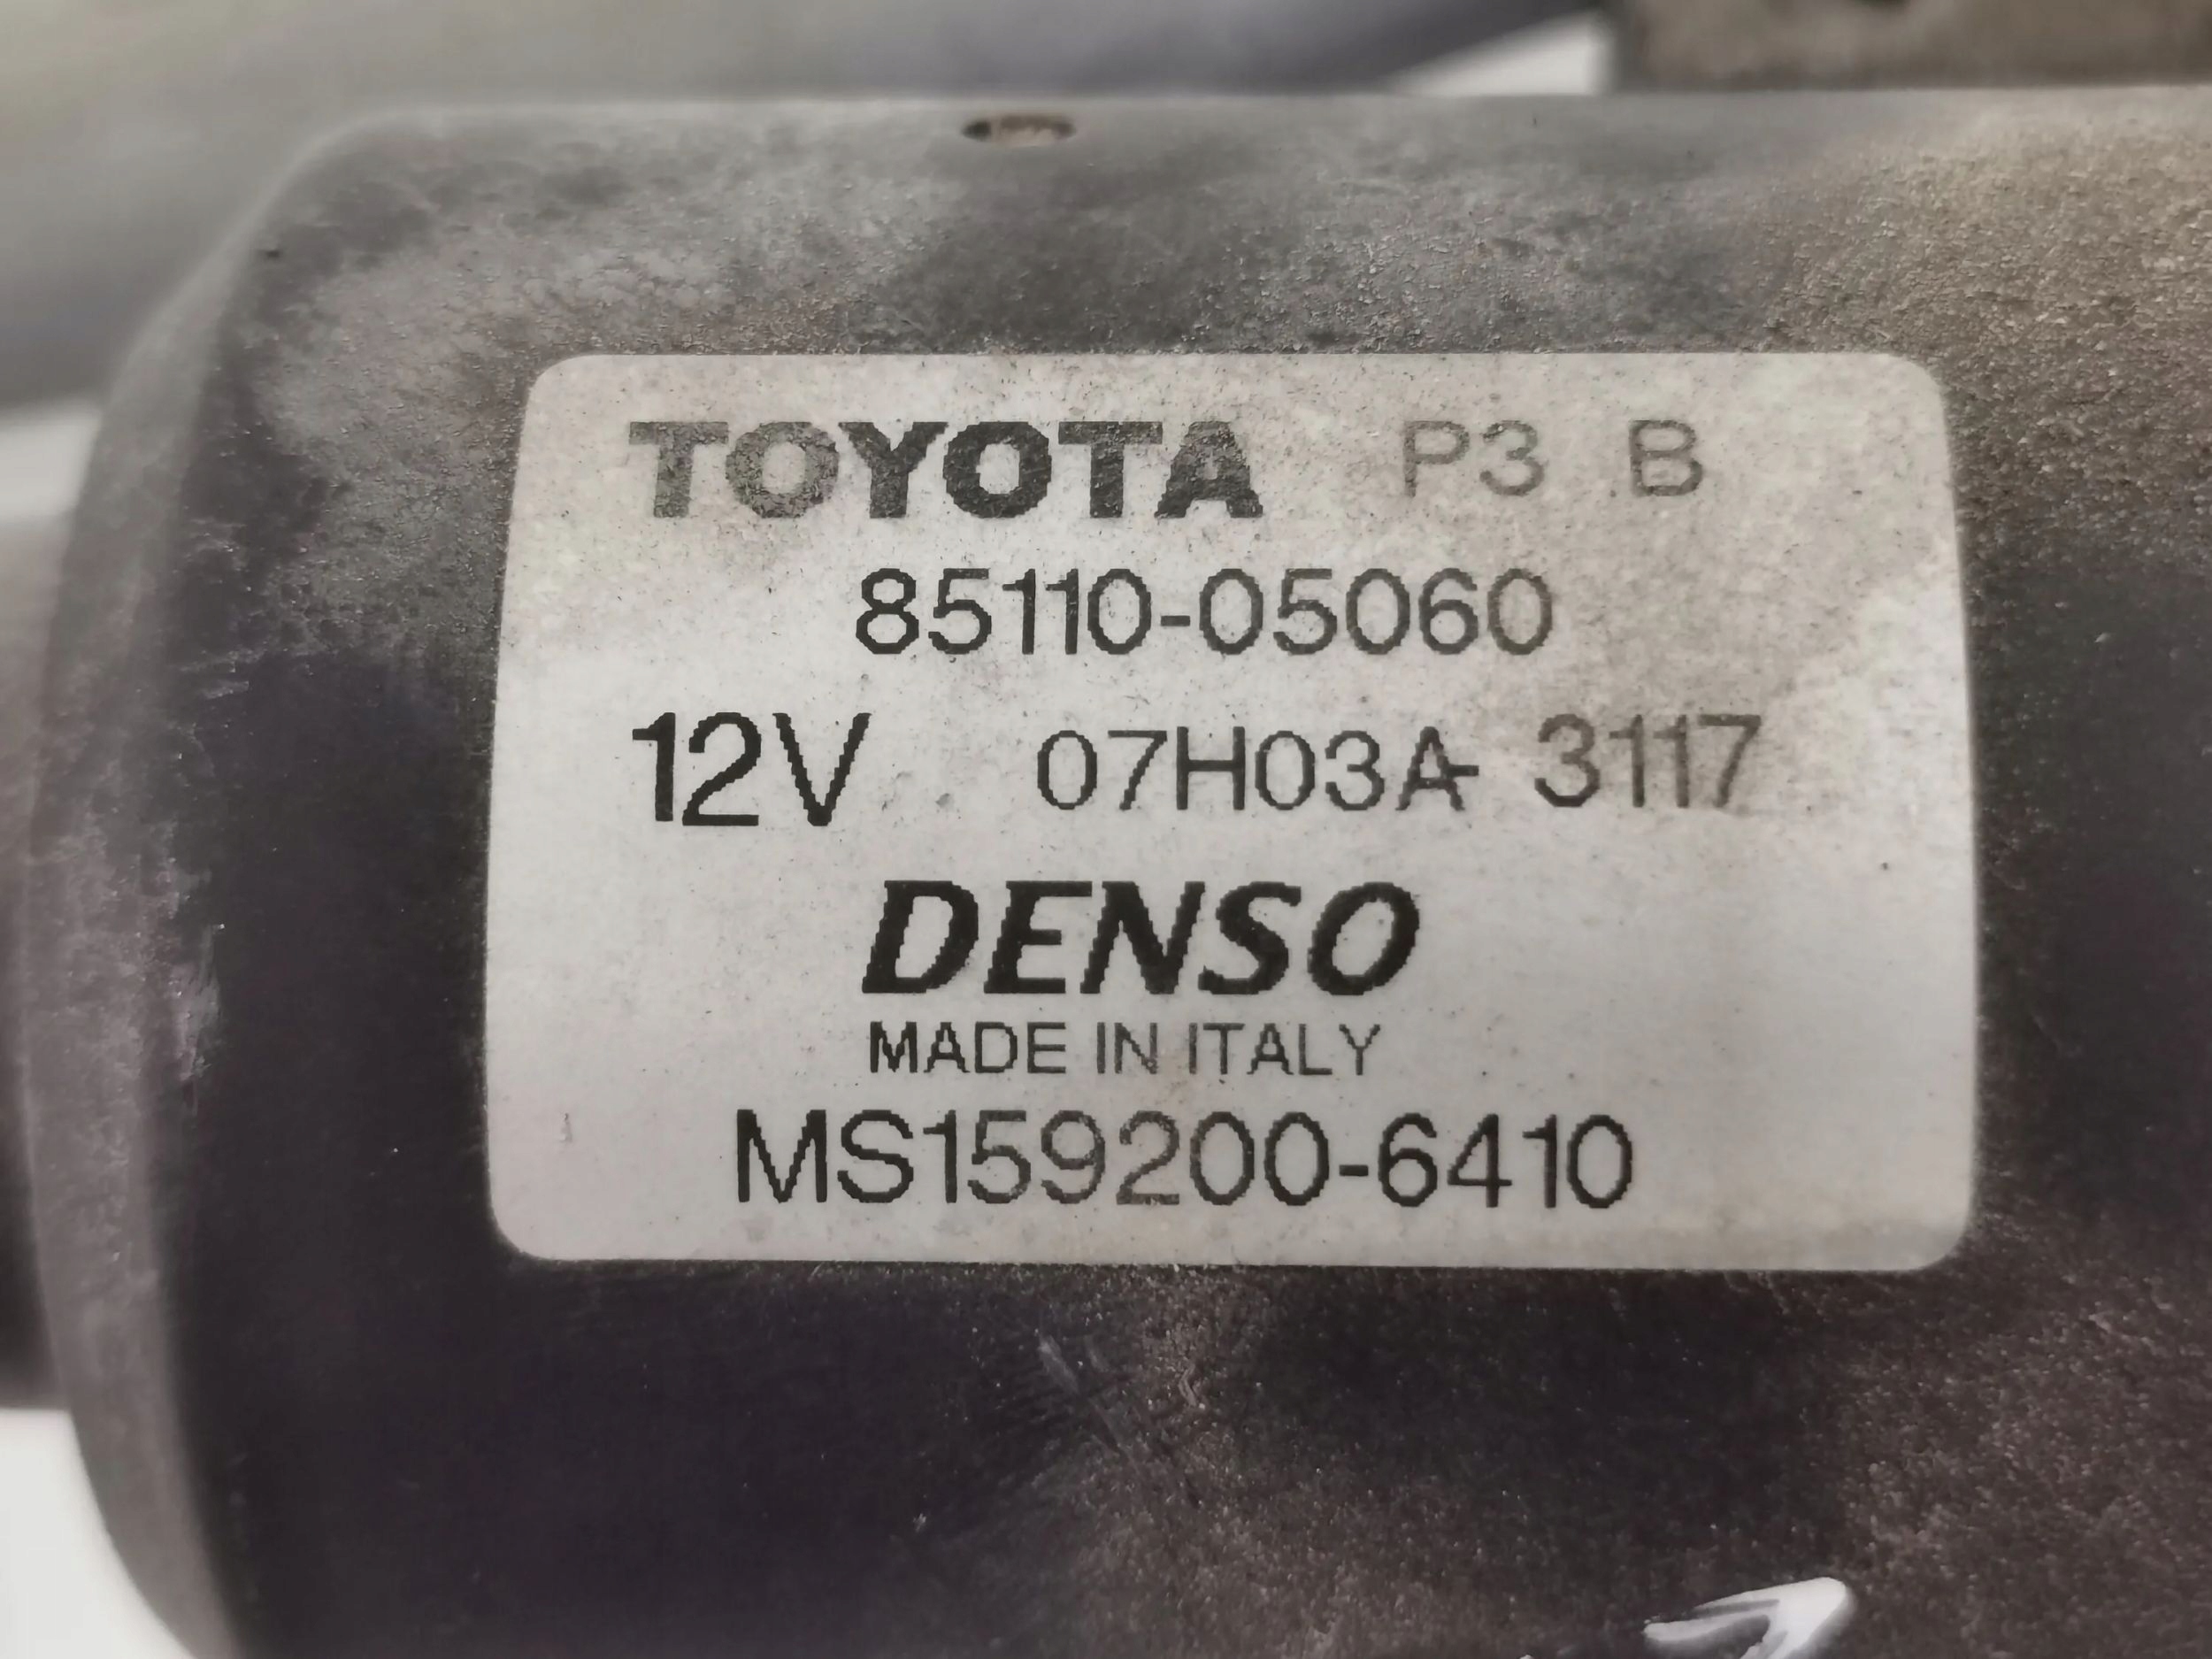 TOYOTA P3 B
85110-05060
12V 07H03A- 3117
DENSO
MADE IN ITALY
MS159200-6410